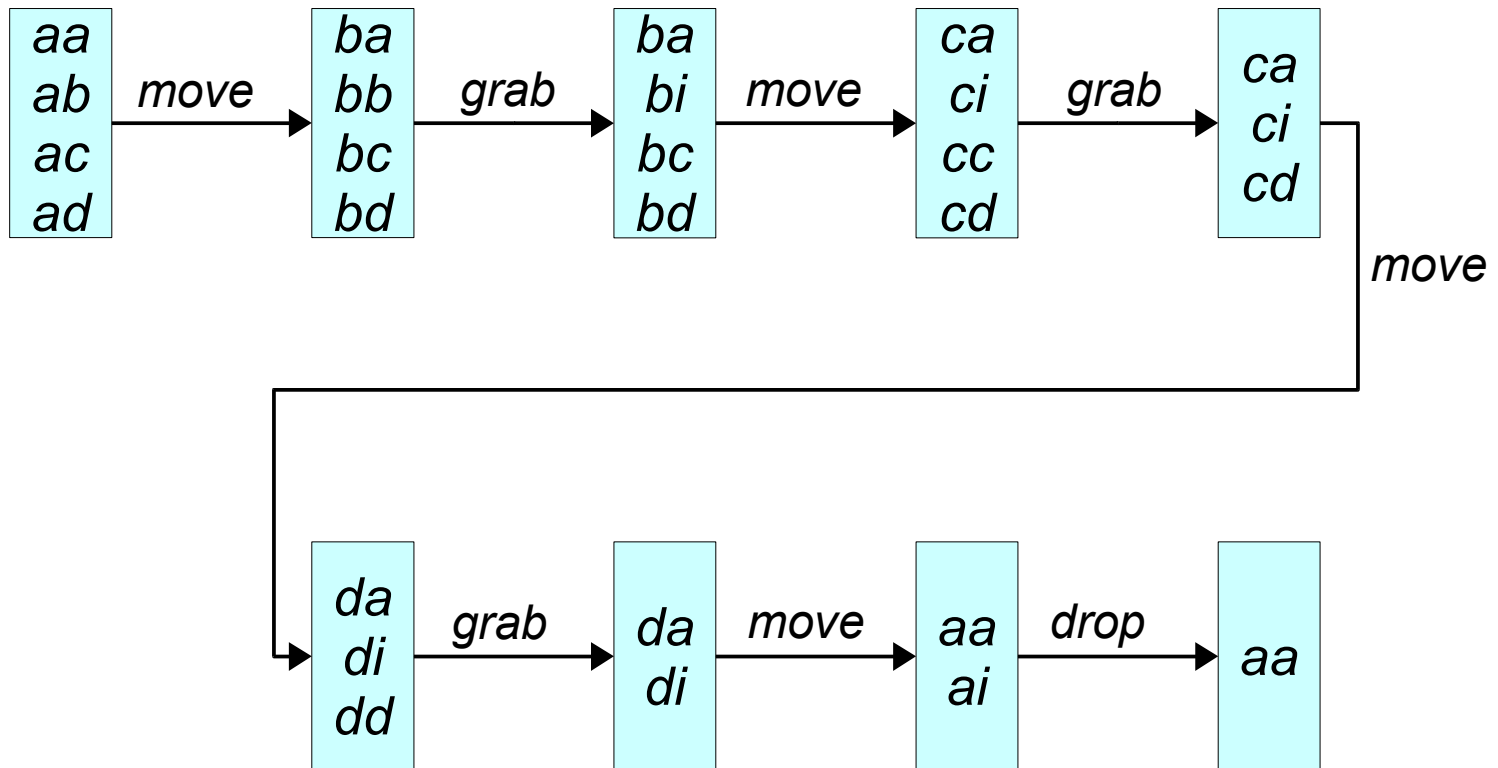 aa
ab
ac
ad
move
ba
bb
bc
bd
grab
ba
bi
bc
bd
move
ca
ci
cc
cd
grab
ca
ci
cd
move
da
di
dd
grab
da
di
move
aa
ai
drop
aa